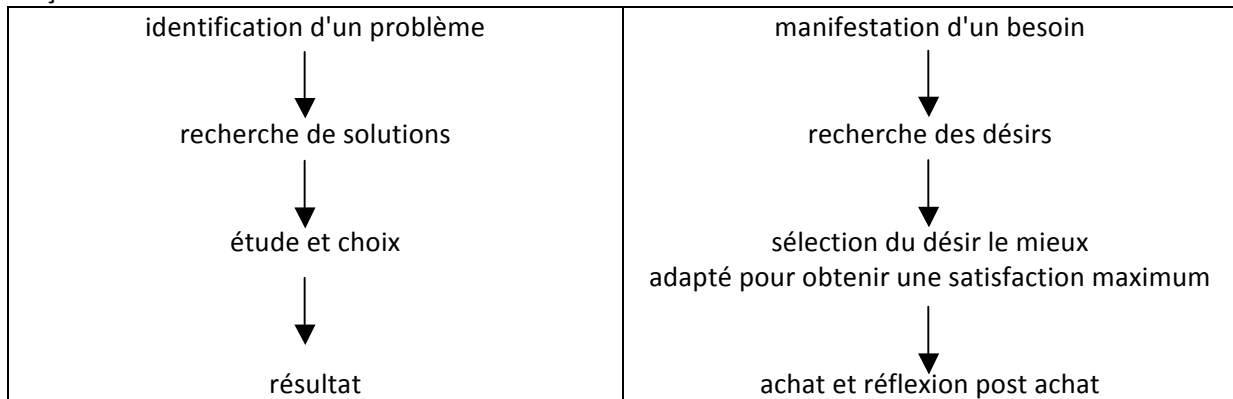 identification d'un problème
recherche de solutions
étude et choix
résultat
manifestation d'un besoin
recherche des désirs
sélection du désir le mieux
adapté pour obtenir une satisfaction maximum
achat et réflexion post achat